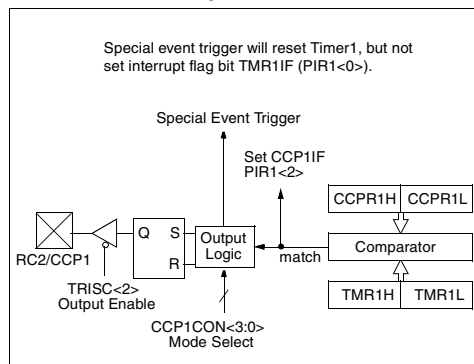 Special event trigger will reset Timer1, but not
set interrupt flag bit TMR1IF (PIR1<0>).
Special Event Trigger
Set CCP1IF
PIR1<2>
CCPR1H CCPR1L
Q S Output
Logic
R
match
Comparator
RC2/CCP1
TRISC<2>
Output Enable
TMR1H TMR1L
CCP1CON<3:0>
Mode Select